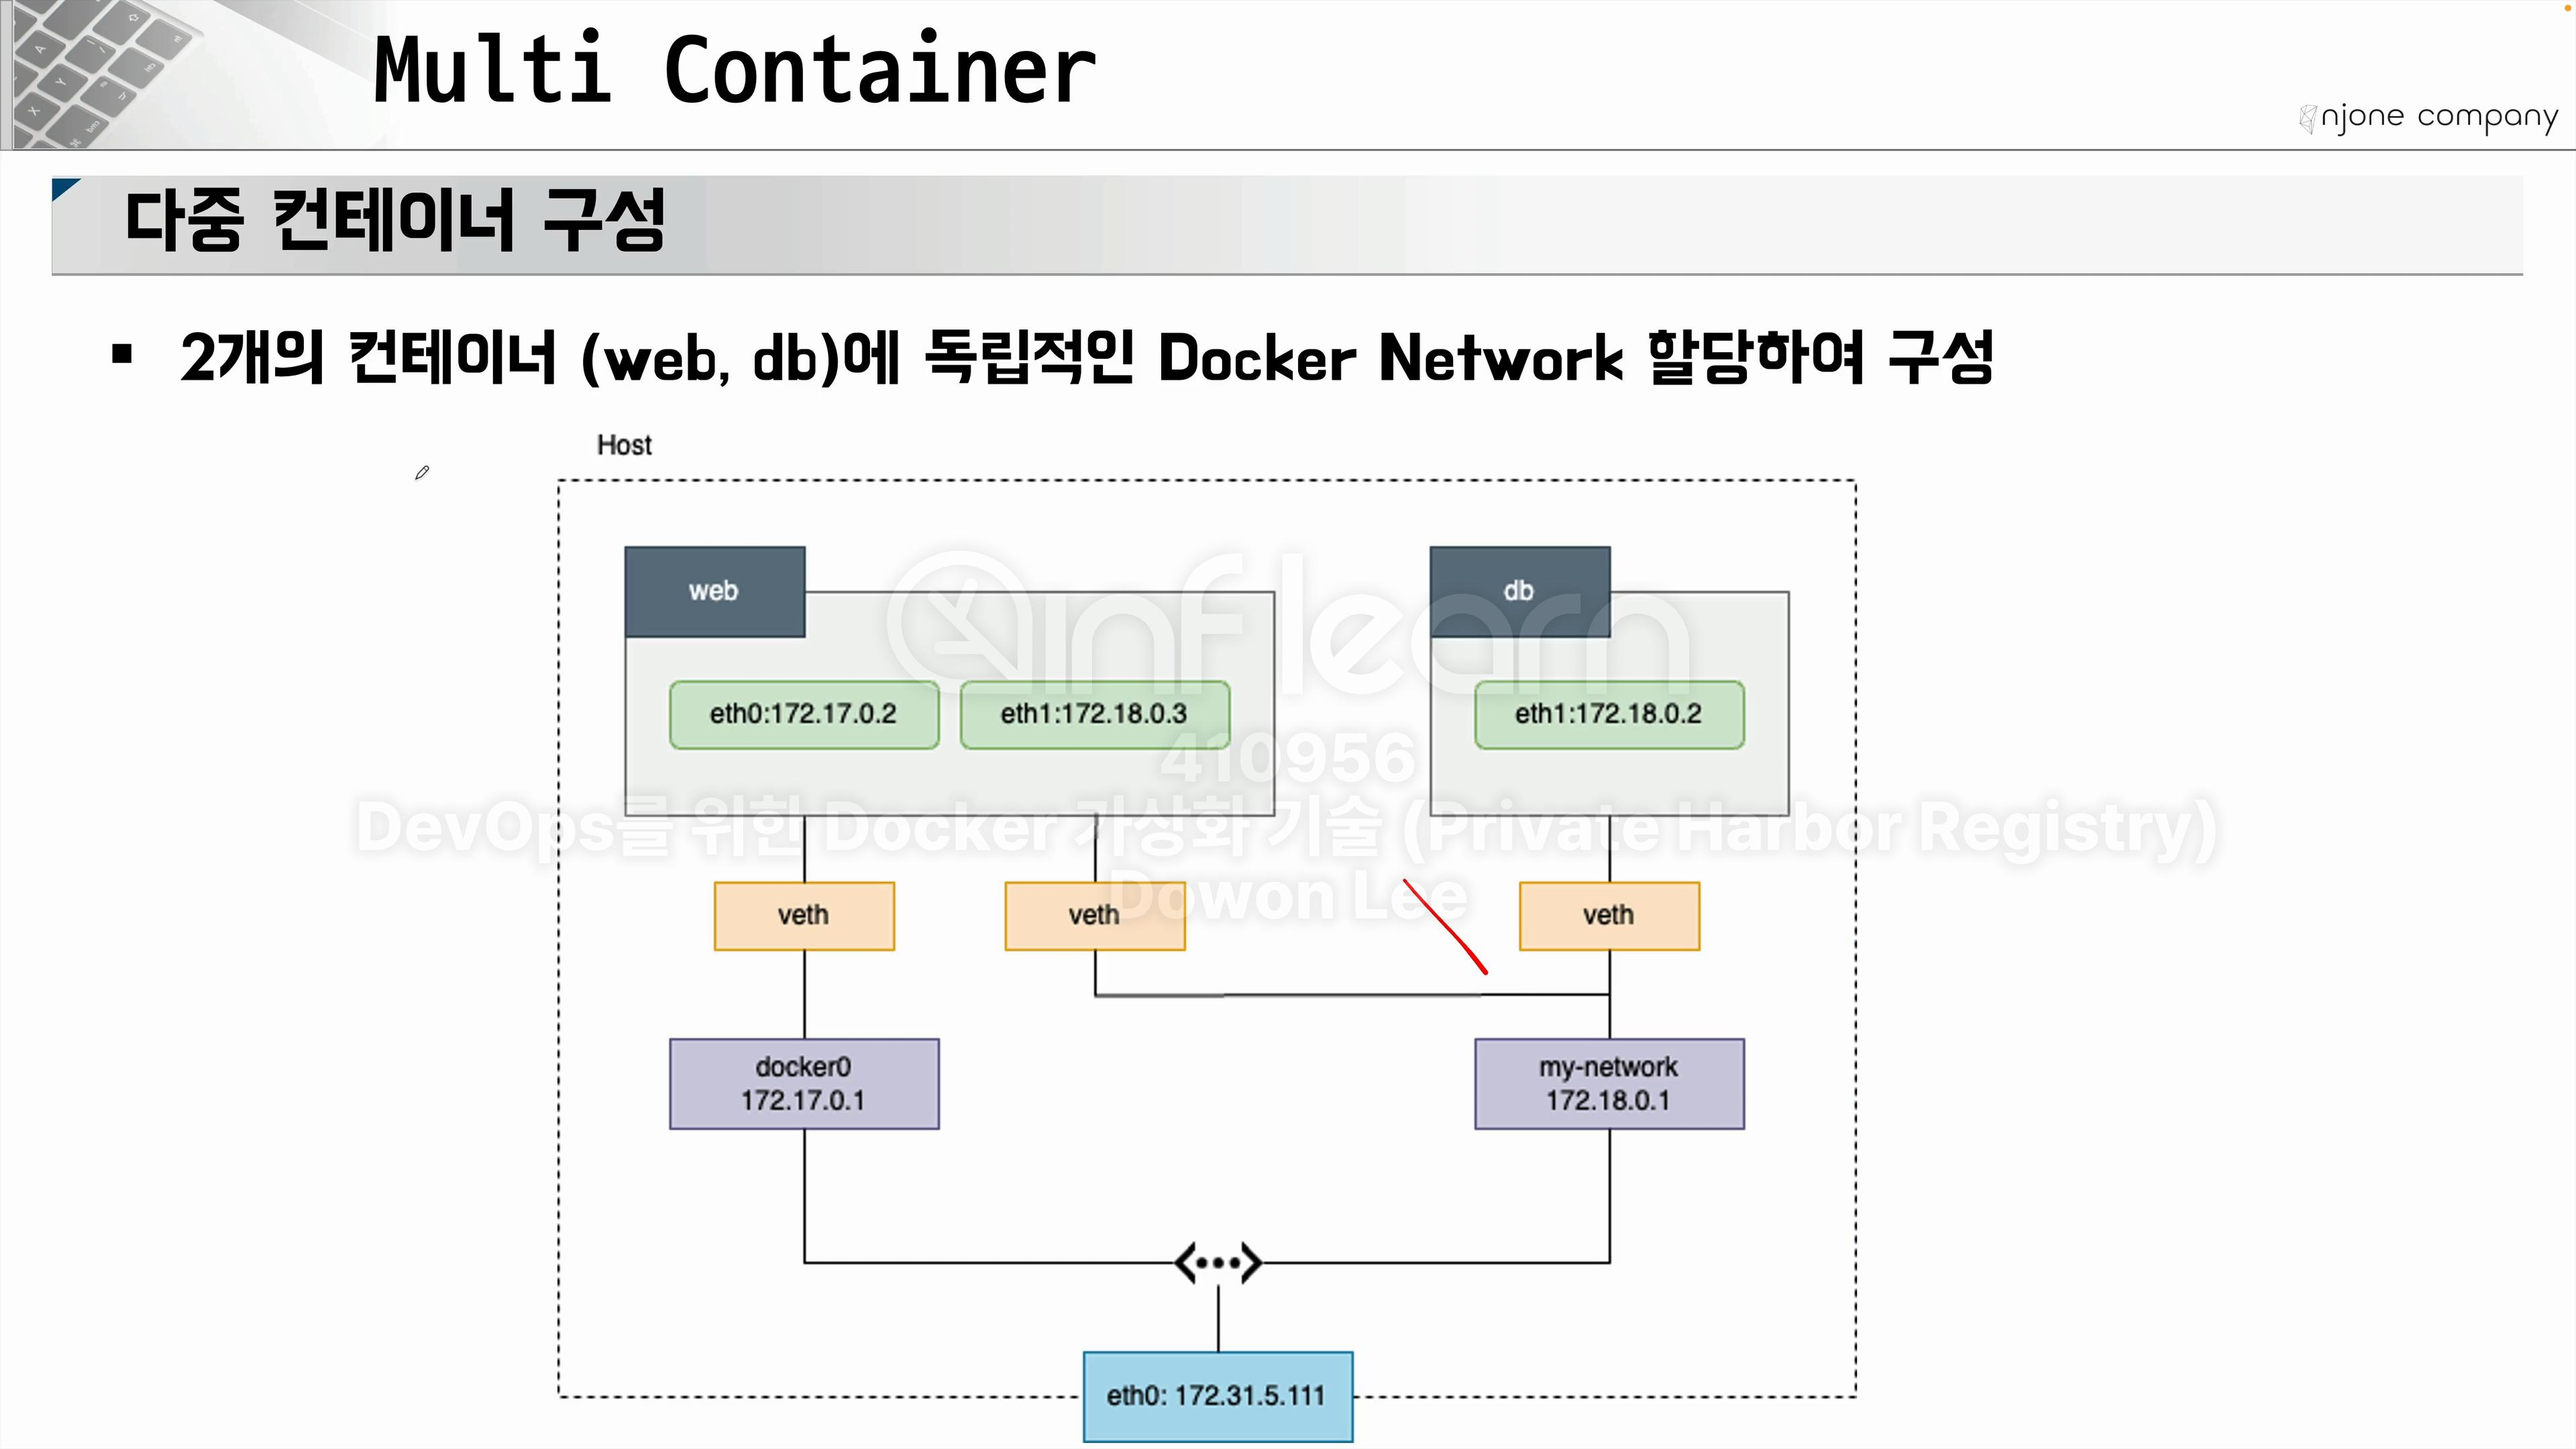 Multi Container
njone company
다중 컨테이너 구성
▪ 2개의 컨테이너 (web, db)에 독립적인 Docker Network 할당하여 구성
Host
web
db
inflearn
eth0:172.17.0.2
eth1:172.18.0.3
eth1:172.18.0.2
410956
DevOps를 위한 Docker 가상화 기술 (Private Harbor Registry)
Dowon Lee
veth
veth
veth
docker0
172.17.0.1
my-network
172.18.0.1
eth0: 172.31.5.111